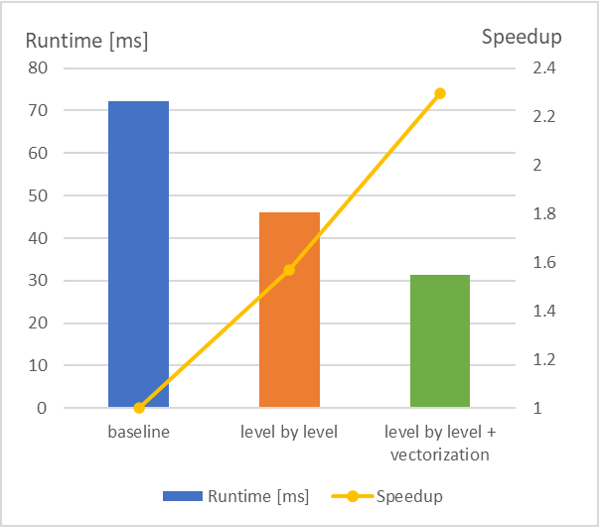 Runtime [ms]
Speedup
80
70
60
50
40
30
20
10
0
2.4
2.2
2
1.8
1.6
1.4
1.2
1
baseline
level by level
level by level +
vectorization
Runtime [ms]
Speedup